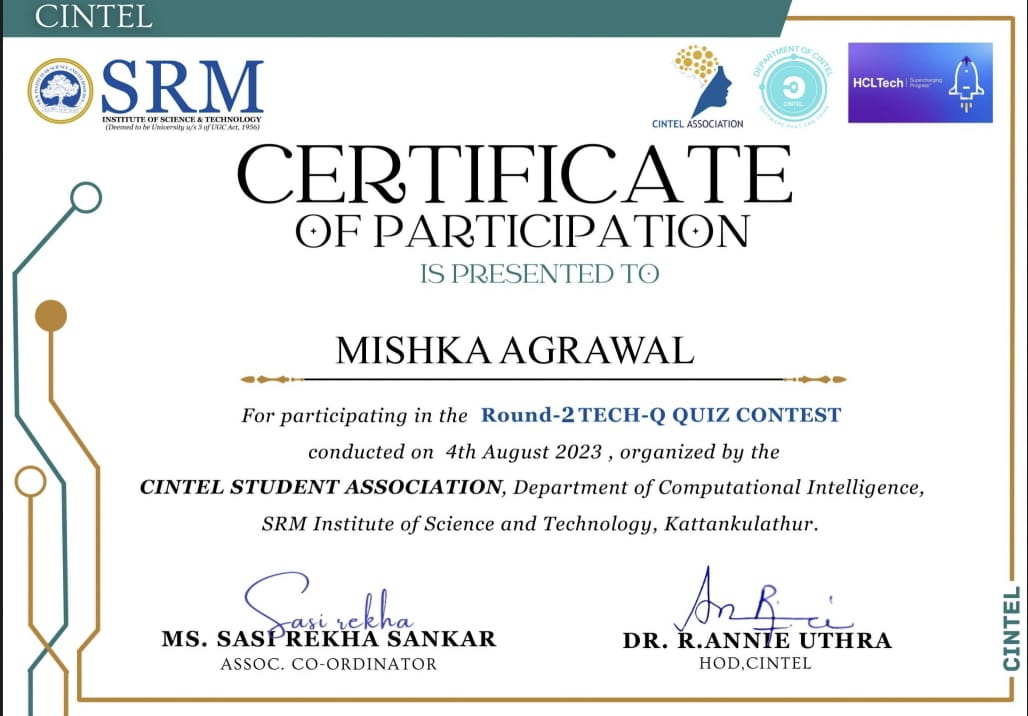 CINTEL
SRM
INSTITUTE OF SCIENCE & TECHNOLOGY
(Deemed to be University u/s 3 of UGC Act, 1956)
CINTEL ASSOCIATION
DEPARTMENT OF CINTEL
CINTEL
HCLTech | Supercharging Progress™
CERTIFICATE
OF PARTICIPATION
IS PRESENTED TO
MISHKA AGRAWAL
For participating in the Round-2 TECH-Q QUIZ CONTEST
conducted on 4th August 2023 , organized by the
CINTEL STUDENT ASSOCIATION, Department of Computational Intelligence,
SRM Institute of Science and Technology, Kattankulathur.
Sasi rekha
MS. SASI REKHA SANKAR
ASSOC. CO-ORDINATOR
DR. R.ANNIE UTHRA
HOD,CINTEL
CINTEL